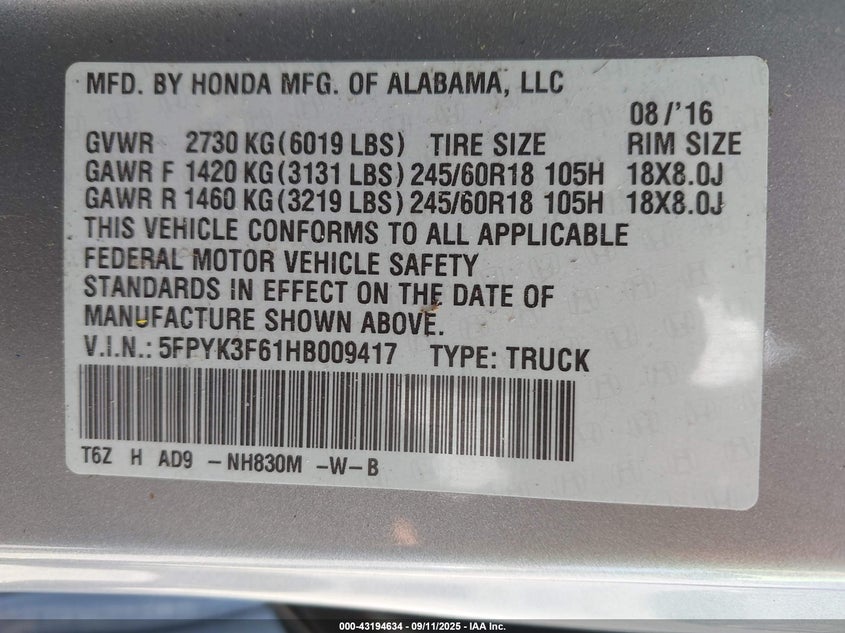 MFD. BY HONDA MFG. OF ALABAMA, LLC
08/'16
GVWR 2730 KG(6019 LBS) TIRE SIZE RIM SIZE
GAWR F 1420 KG(3131 LBS) 245/60R18 105H 18X8.0J
GAWR R 1460 KG(3219 LBS) 245/60R18 105H 18X8.0J
THIS VEHICLE CONFORMS TO ALL APPLICABLE
FEDERAL MOTOR VEHICLE SAFETY
STANDARDS IN EFFECT ON THE DATE OF
MANUFACTURE SHOWN ABOVE.
V.I.N.: 5FPYK3F61HB009417 TYPE: TRUCK
T6Z H AD9 -NH830M -W-B
000-43194634 - 09/11/2025 - IAA Inc.